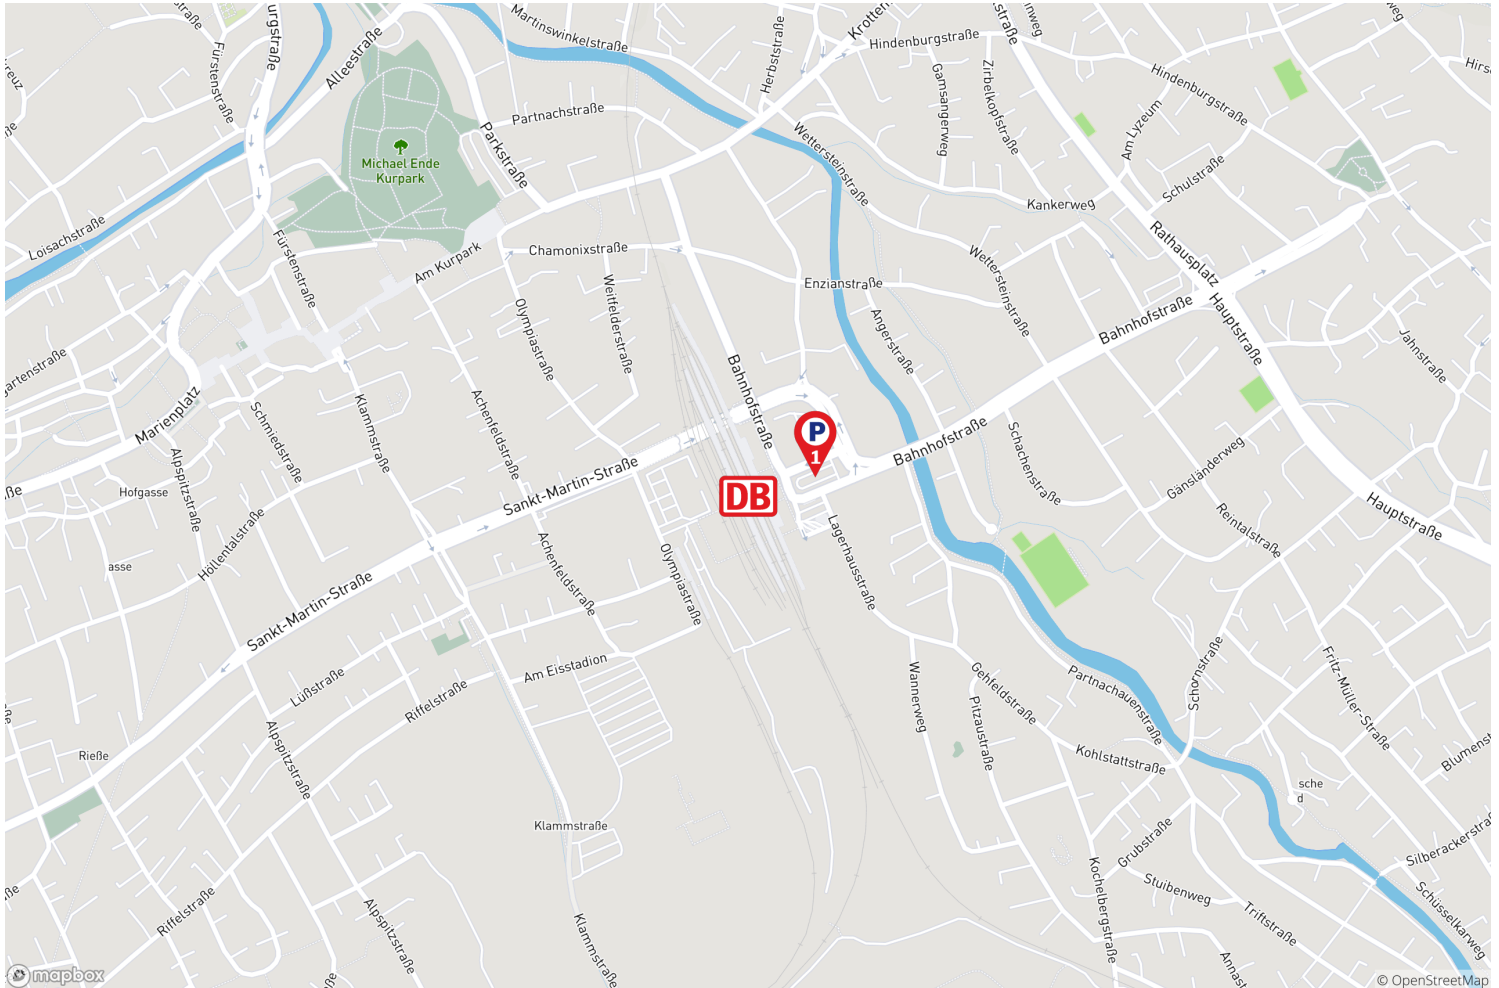 Martinswinkelstraße
Herbststraße
Hindenburgstraße
Fürstenstraße
Alleestraße
Zirbelkopfstraße
Gamsangerweg
Hindenburgstraße
Partnachstraße
Parkstraße
Michael Ende
Kurpark
Wettersteinstraße
Am Lyzeum
Schulstraße
Kankerweg
Loisachstraße
Fürstenstraße
Am Kurpark
Chamonixstraße
Weitfelderstraße
Enzianstraße
Wettersteinstraße
Rathausplatz
Hauptstraße
Bahnhofstraße
Olympiastraße
Angerstraße
Jahnstraße
Bahnhofstraße
Marienplatz
Schmiedstraße
Klammstraße
Achenfeldstraße
P
1
DB
Bahnhofstraße
Schachenstraße
Gänsländerweg
Alpspitzstraße
Hofgasse
Sankt-Martin-Straße
Hauptstraße
Reintalstraße
Höllentalstraße
Achenfeldstraße
Olympiastraße
Lagerhausstraße
Sankt-Martin-Straße
Lüßstraße
Riffelstraße
Am Eisstadion
Wannerweg
Gehfeldstraße
Pitzaustraße
Partnachauenstraße
Schornstraße
Fritz-Müller-Straße
Kohlstattstraße
Rieße
Alpspitzstraße
Klammstraße
Grubstraße
Stuibenweg
Kochelbergstraße
Triftstraße
Schüsselkarweg
Riffelstraße
Alpspitzstraße
Klammstraße
mapbox
© OpenStreetMap